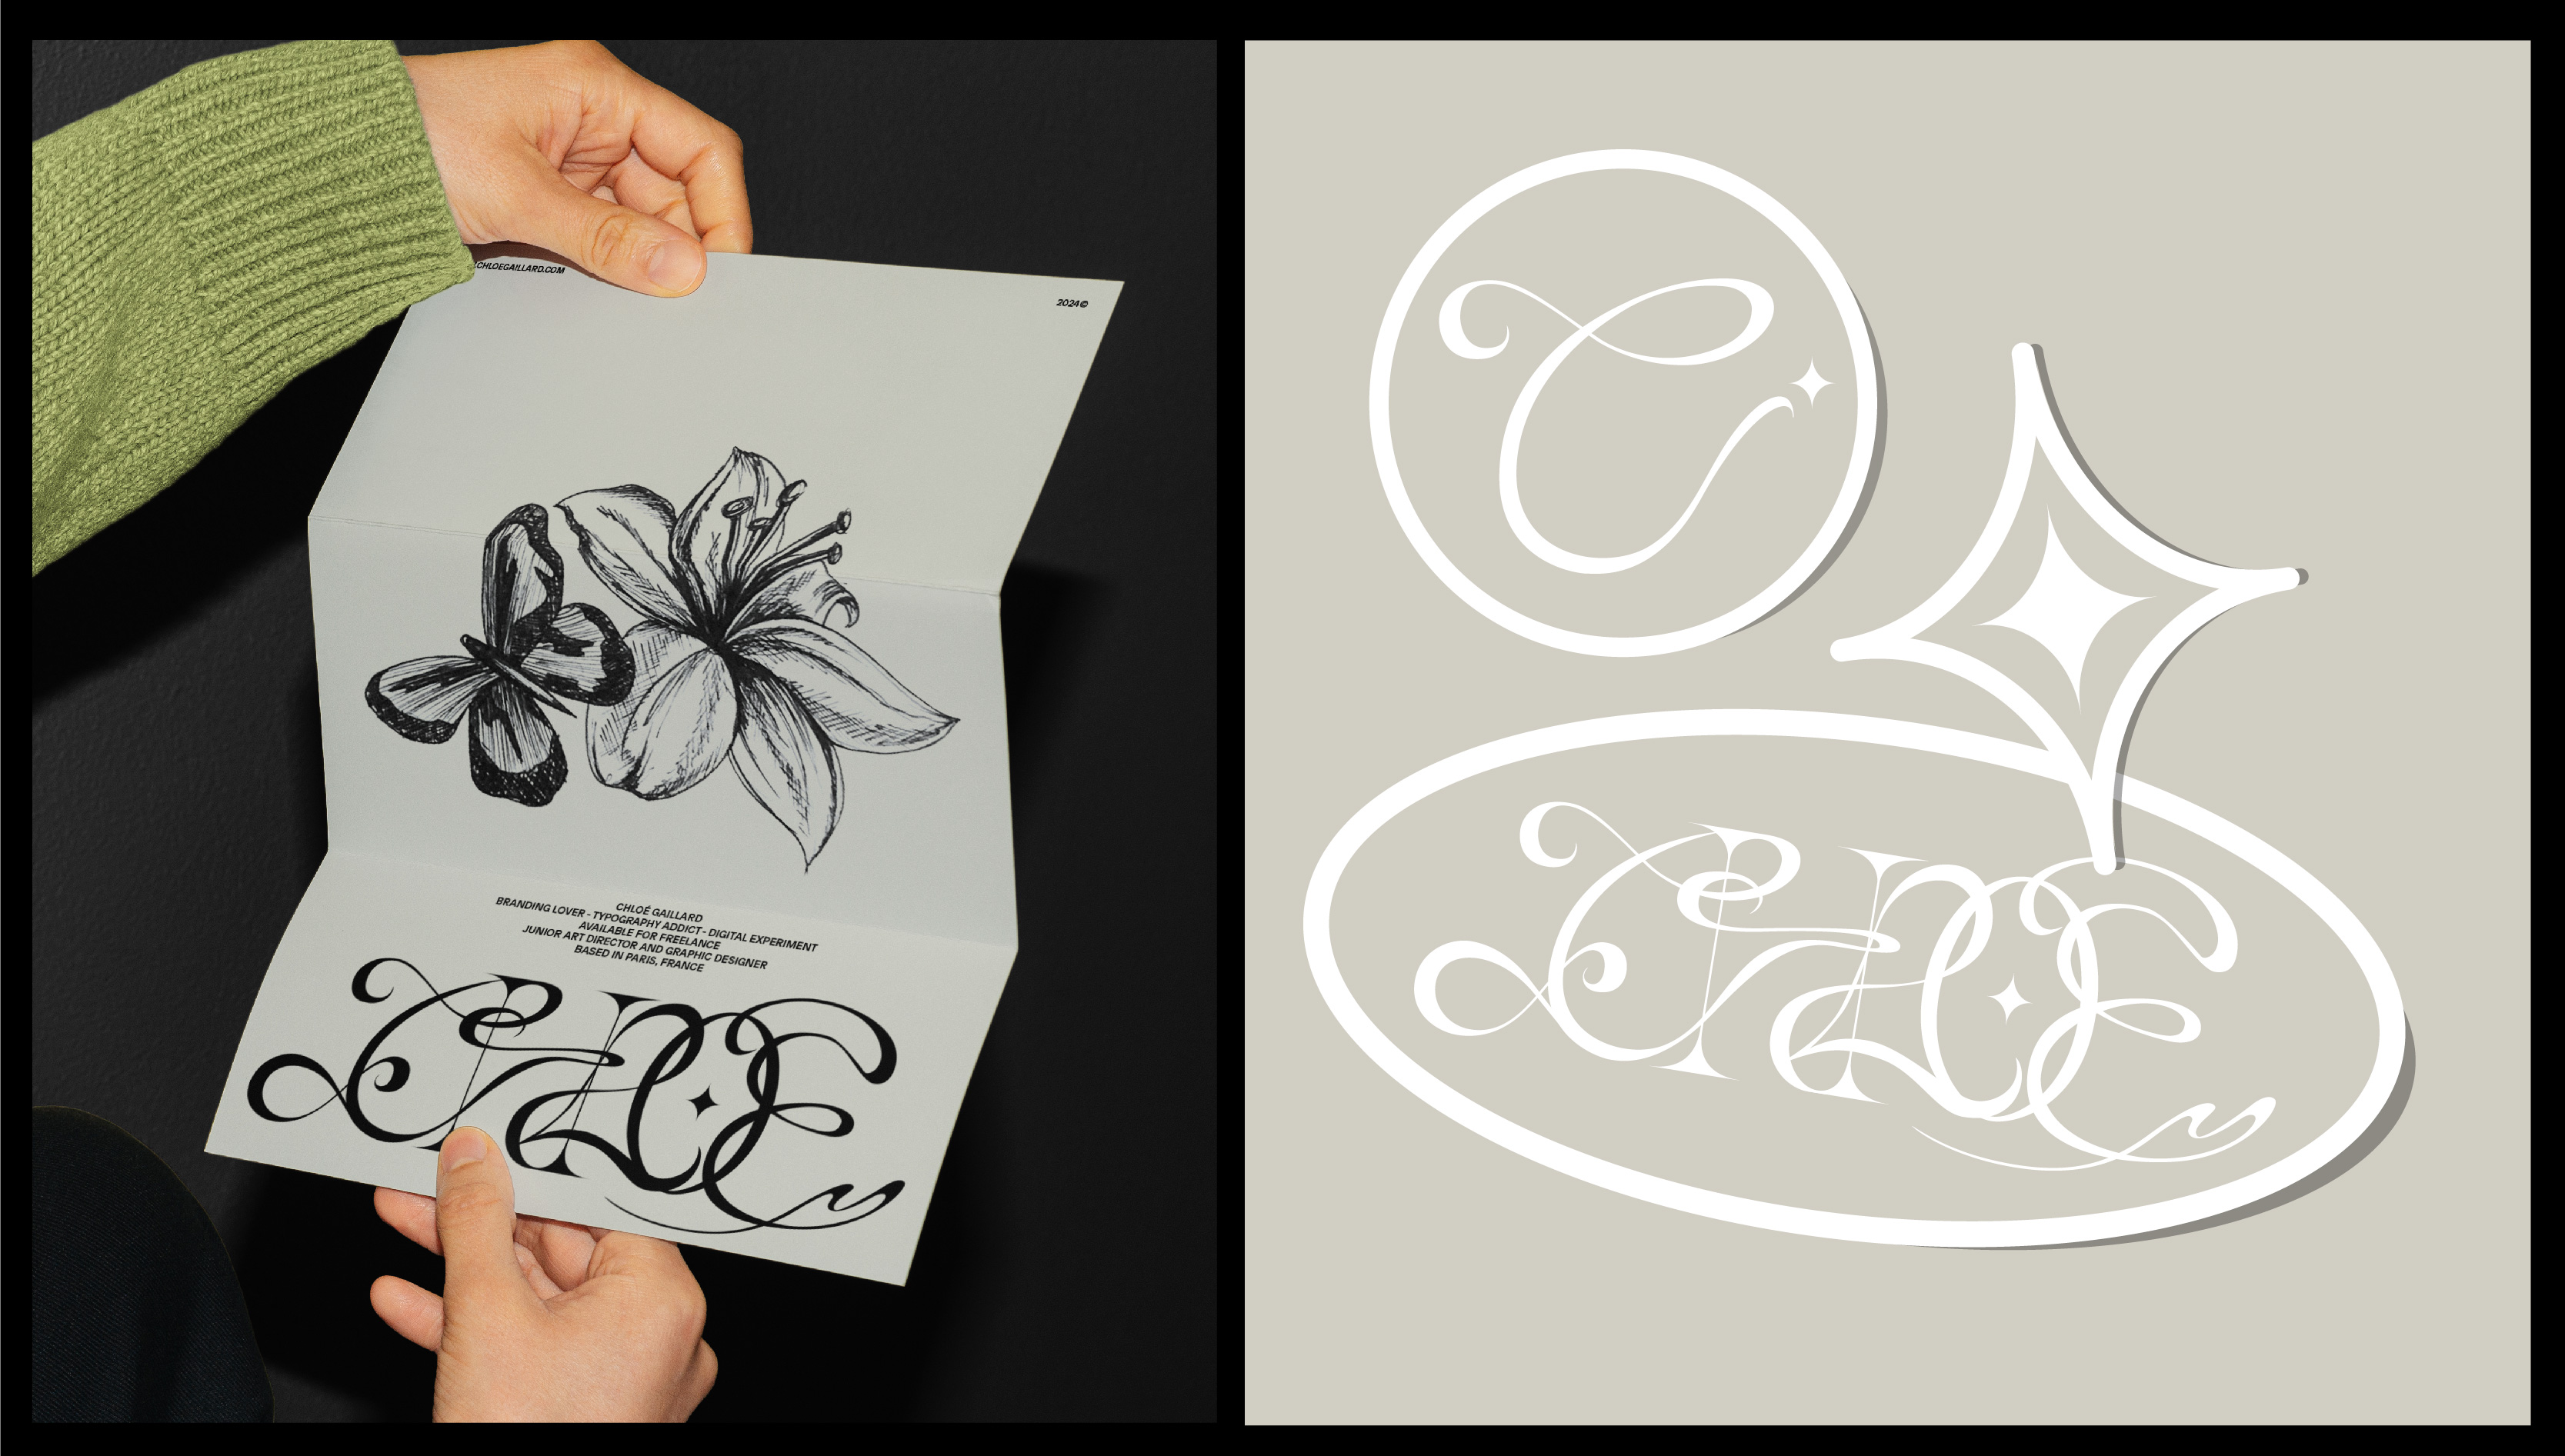 CHLOEGAILLARD.COM
2024©
CHLOÉ GAILLARD
BRANDING LOVER - TYPOGRAPHY ADDICT - DIGITAL EXPERIMENT
AVAILABLE FOR FREELANCE
JUNIOR ART DIRECTOR AND GRAPHIC DESIGNER
BASED IN PARIS, FRANCE
CHLOE
C
CHLOE